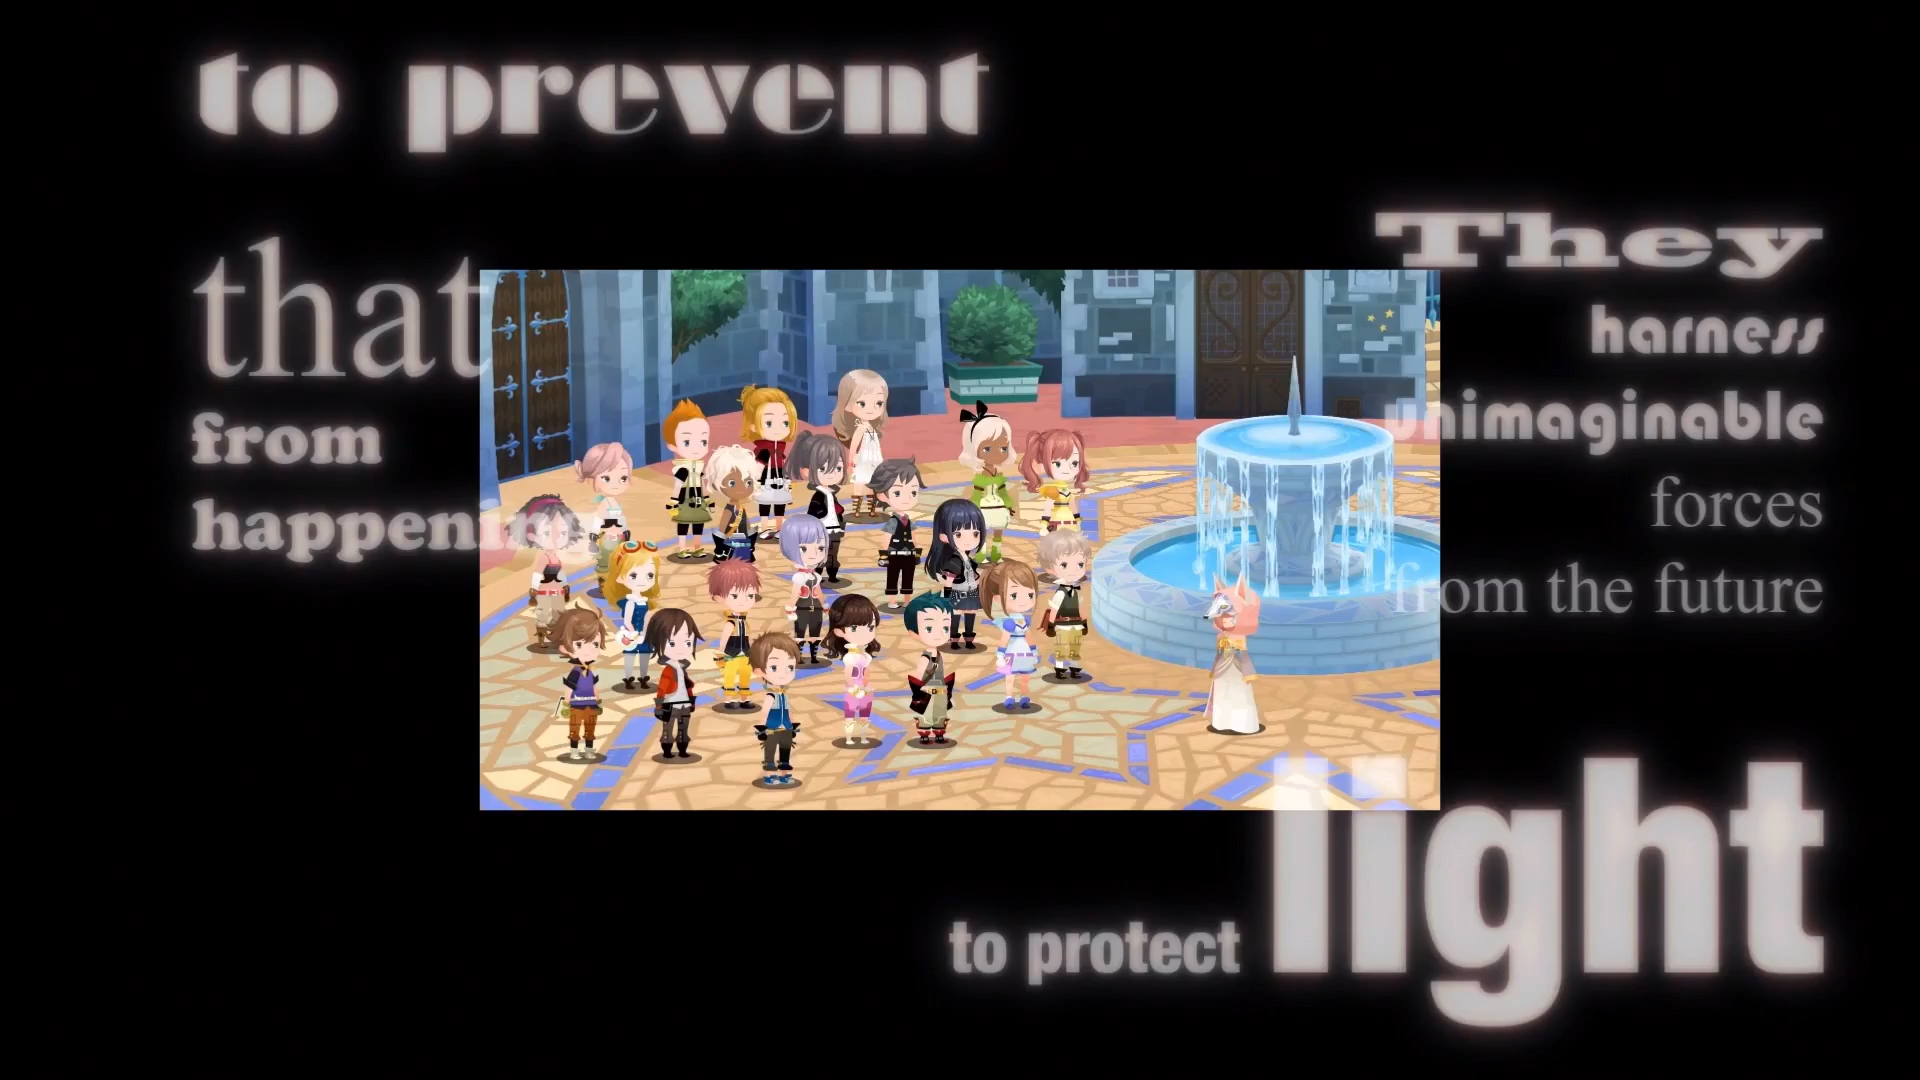 to prevent
that
from
happening
They
harness
unimaginable
forces
from the future
to protect light